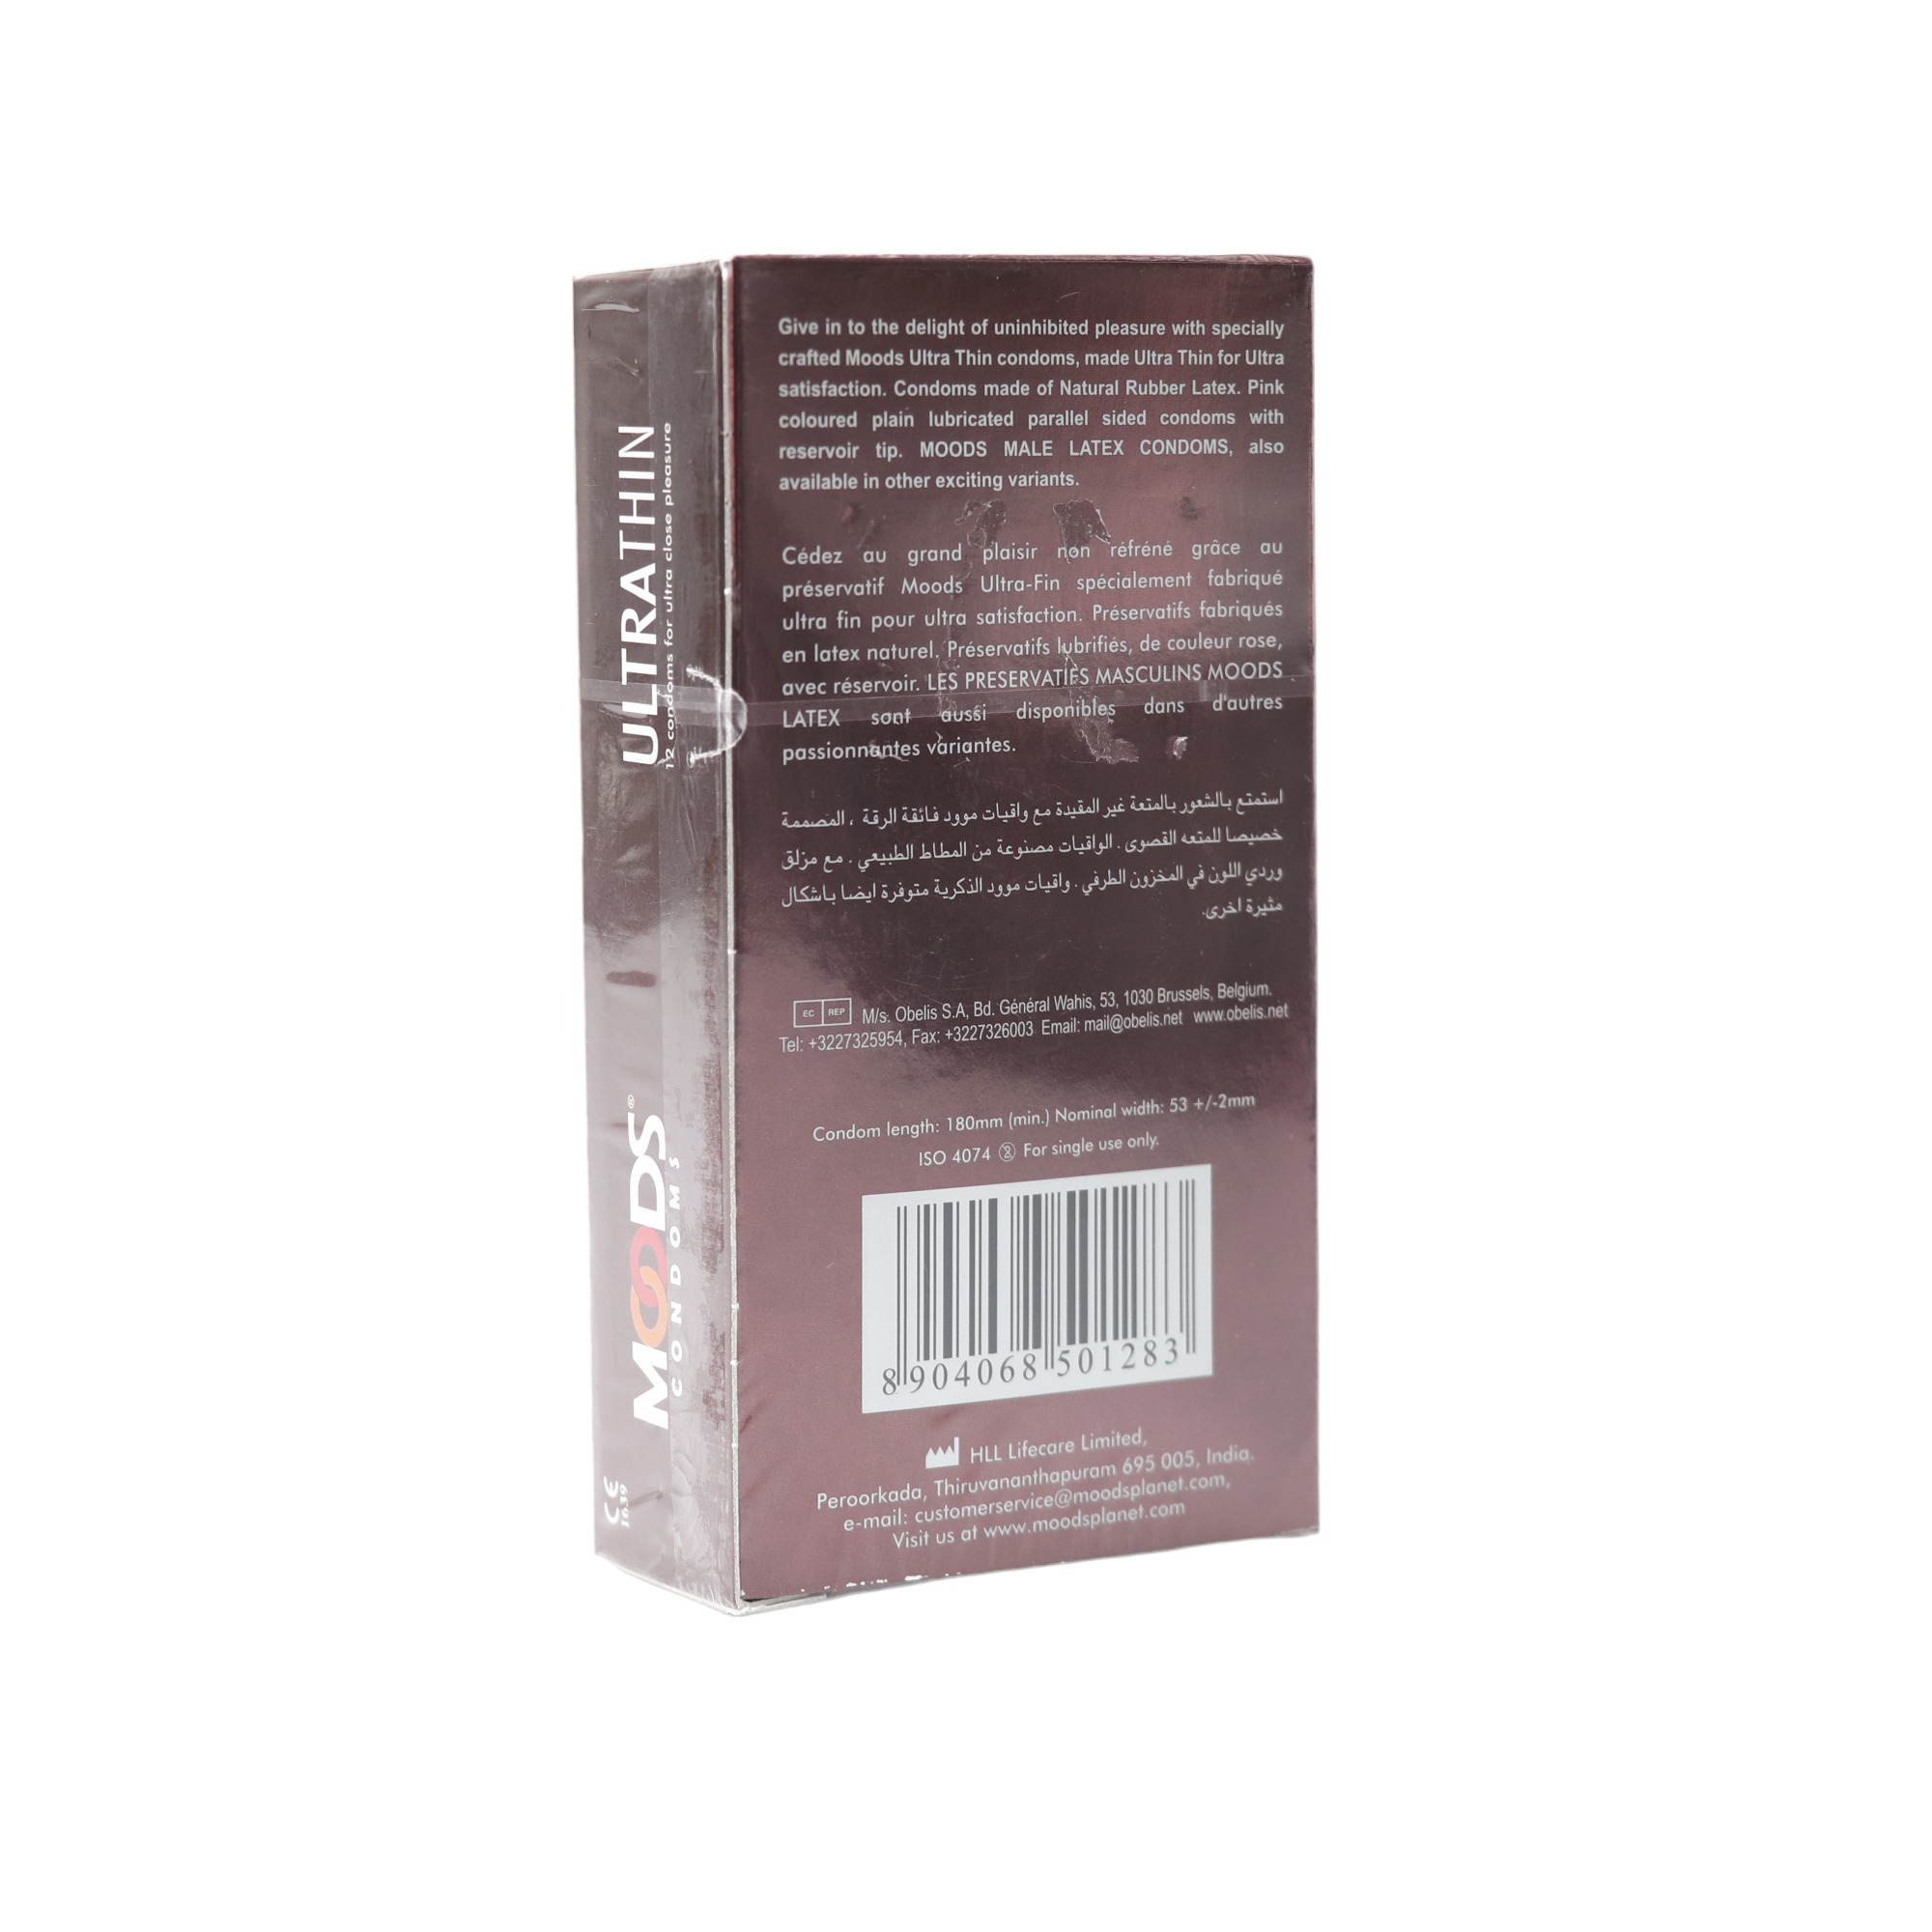 ULTRATHIN
12 condoms for ultra close pleasure
MOODS®
CONDOMS
CE
1639
Give in to the delight of uninhibited pleasure with specially
crafted Moods Ultra Thin condoms, made Ultra Thin for Ultra
satisfaction. Condoms made of Natural Rubber Latex. Pink
coloured plain lubricated parallel sided condoms with
reservoir tip. MOODS MALE LATEX CONDOMS, also
available in other exciting variants.
Cédez au grand plaisir non réfréné grâce au
préservatif Moods Ultra-Fin spécialement fabriqué
ultra fin pour ultra satisfaction. Préservatifs fabriqués
en latex naturel. Préservatifs lubrifiés, de couleur rose,
avec réservoir. LES PRESERVATIFS MASCULINS MOODS
LATEX sont aussi disponibles dans d'autres
passionnantes variantes.
استمتع بالشعور بالمتعة غير المقيدة مع واقيات موود فائقة الرقة ، المصممة
خصيصا للمتعه القصوى . الواقيات مصنوعة من المطاط الطبيعي . مع مزلق
وردي اللون في المخزون الطرفي . واقيات موود الذكرية متوفرة ايضا باشكال
مثيرة اخرى.
EC REP M/s. Obelis S.A, Bd. Général Wahis, 53, 1030 Brussels, Belgium.
Tel: +3227325954, Fax: +3227326003 Email: mail@obelis.net www.obelis.net
Condom length: 180mm (min.) Nominal width: 53 +/-2mm
ISO 4074 2 For single use only.
8 904068 501283
HLL Lifecare Limited,
Peroorkada, Thiruvananthapuram 695 005, India.
e-mail: customerservice@moodsplanet.com,
Visit us at www.moodsplanet.com